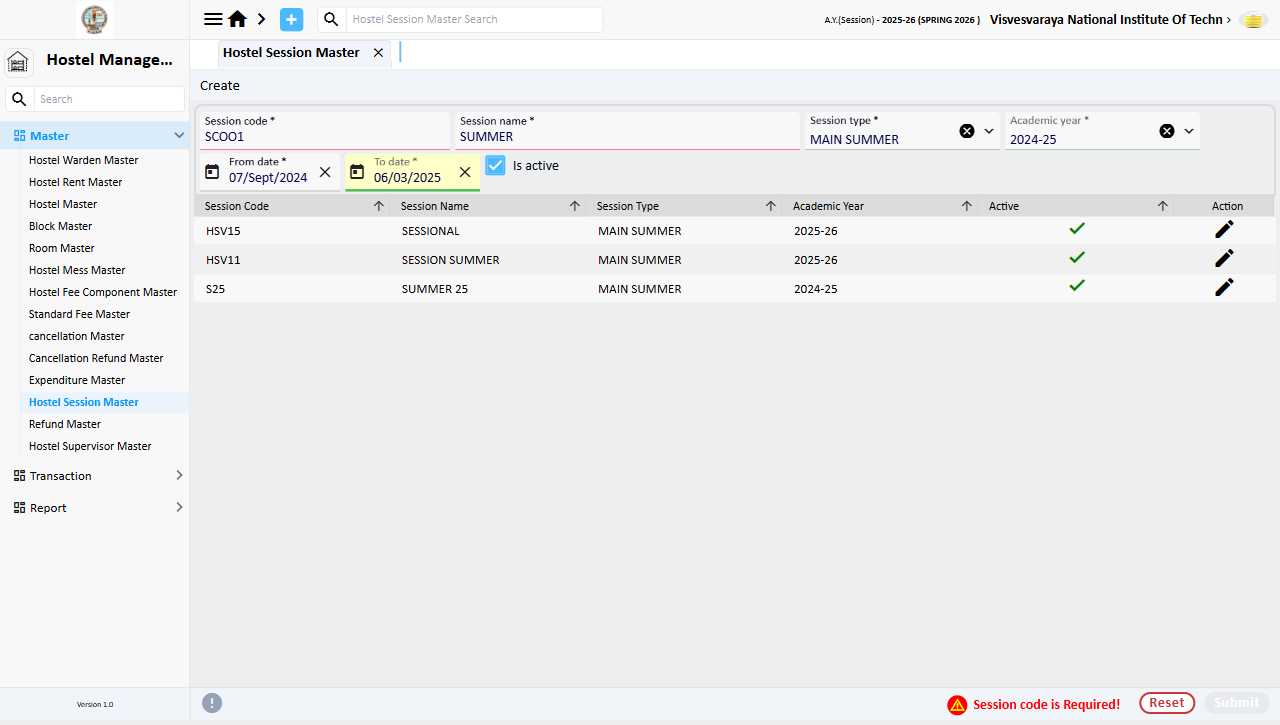 Hostel Session Master Search
A.Y.(Session) - 2025-26 (SPRING 2026 )
Visvesvaraya National Institute Of Techn ›
Hostel Manage...
Hostel Session Master
Create
Search
Master
Hostel Warden Master
Hostel Rent Master
Hostel Master
Block Master
Room Master
Hostel Mess Master
Hostel Fee Component Master
Standard Fee Master
cancellation Master
Cancellation Refund Master
Expenditure Master
Hostel Session Master
Refund Master
Hostel Supervisor Master
Transaction
Report
Version 1.0
Session code * Session name * Session type * Academic year *
SCOO1 SUMMER MAIN SUMMER 2024-25
From date * To date * Is active
07/Sept/2024 06/03/2025
Session Code Session Name Session Type Academic Year Active Action
HSV15 SESSIONAL MAIN SUMMER 2025-26
HSV11 SESSION SUMMER MAIN SUMMER 2025-26
S25 SUMMER 25 MAIN SUMMER 2024-25
Session code is Required! Reset Submit